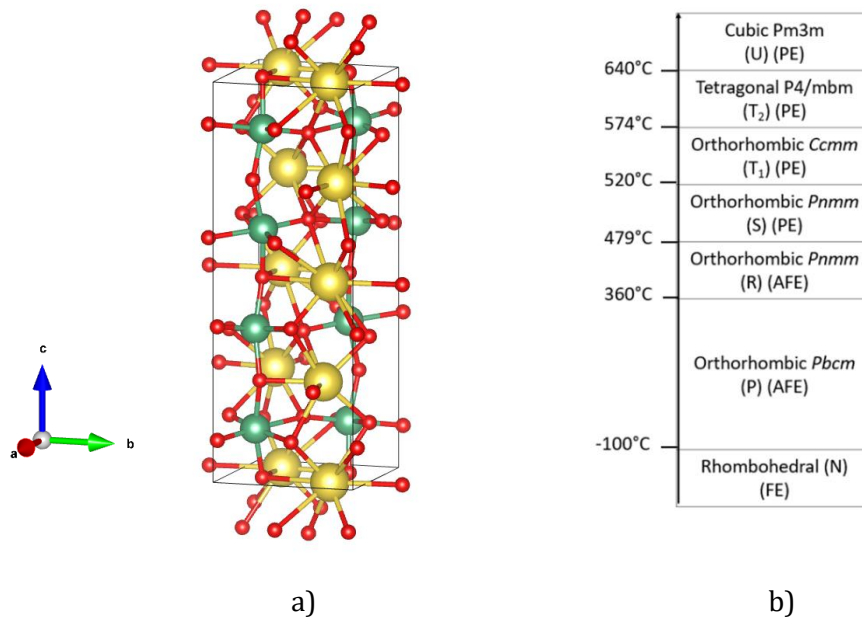 c
a
b
a)
Cubic Pm3m
(U) (PE)
640°C
Tetragonal P4/mbm
(T₂) (PE)
574°C
Orthorhombic Ccmm
(T₁) (PE)
520°C
Orthorhombic Pnmm
(S) (PE)
479°C
Orthorhombic Pnmm
(R) (AFE)
360°C
Orthorhombic Pbcm
(P) (AFE)
-100°C
Rhombohedral (N)
(FE)
b)